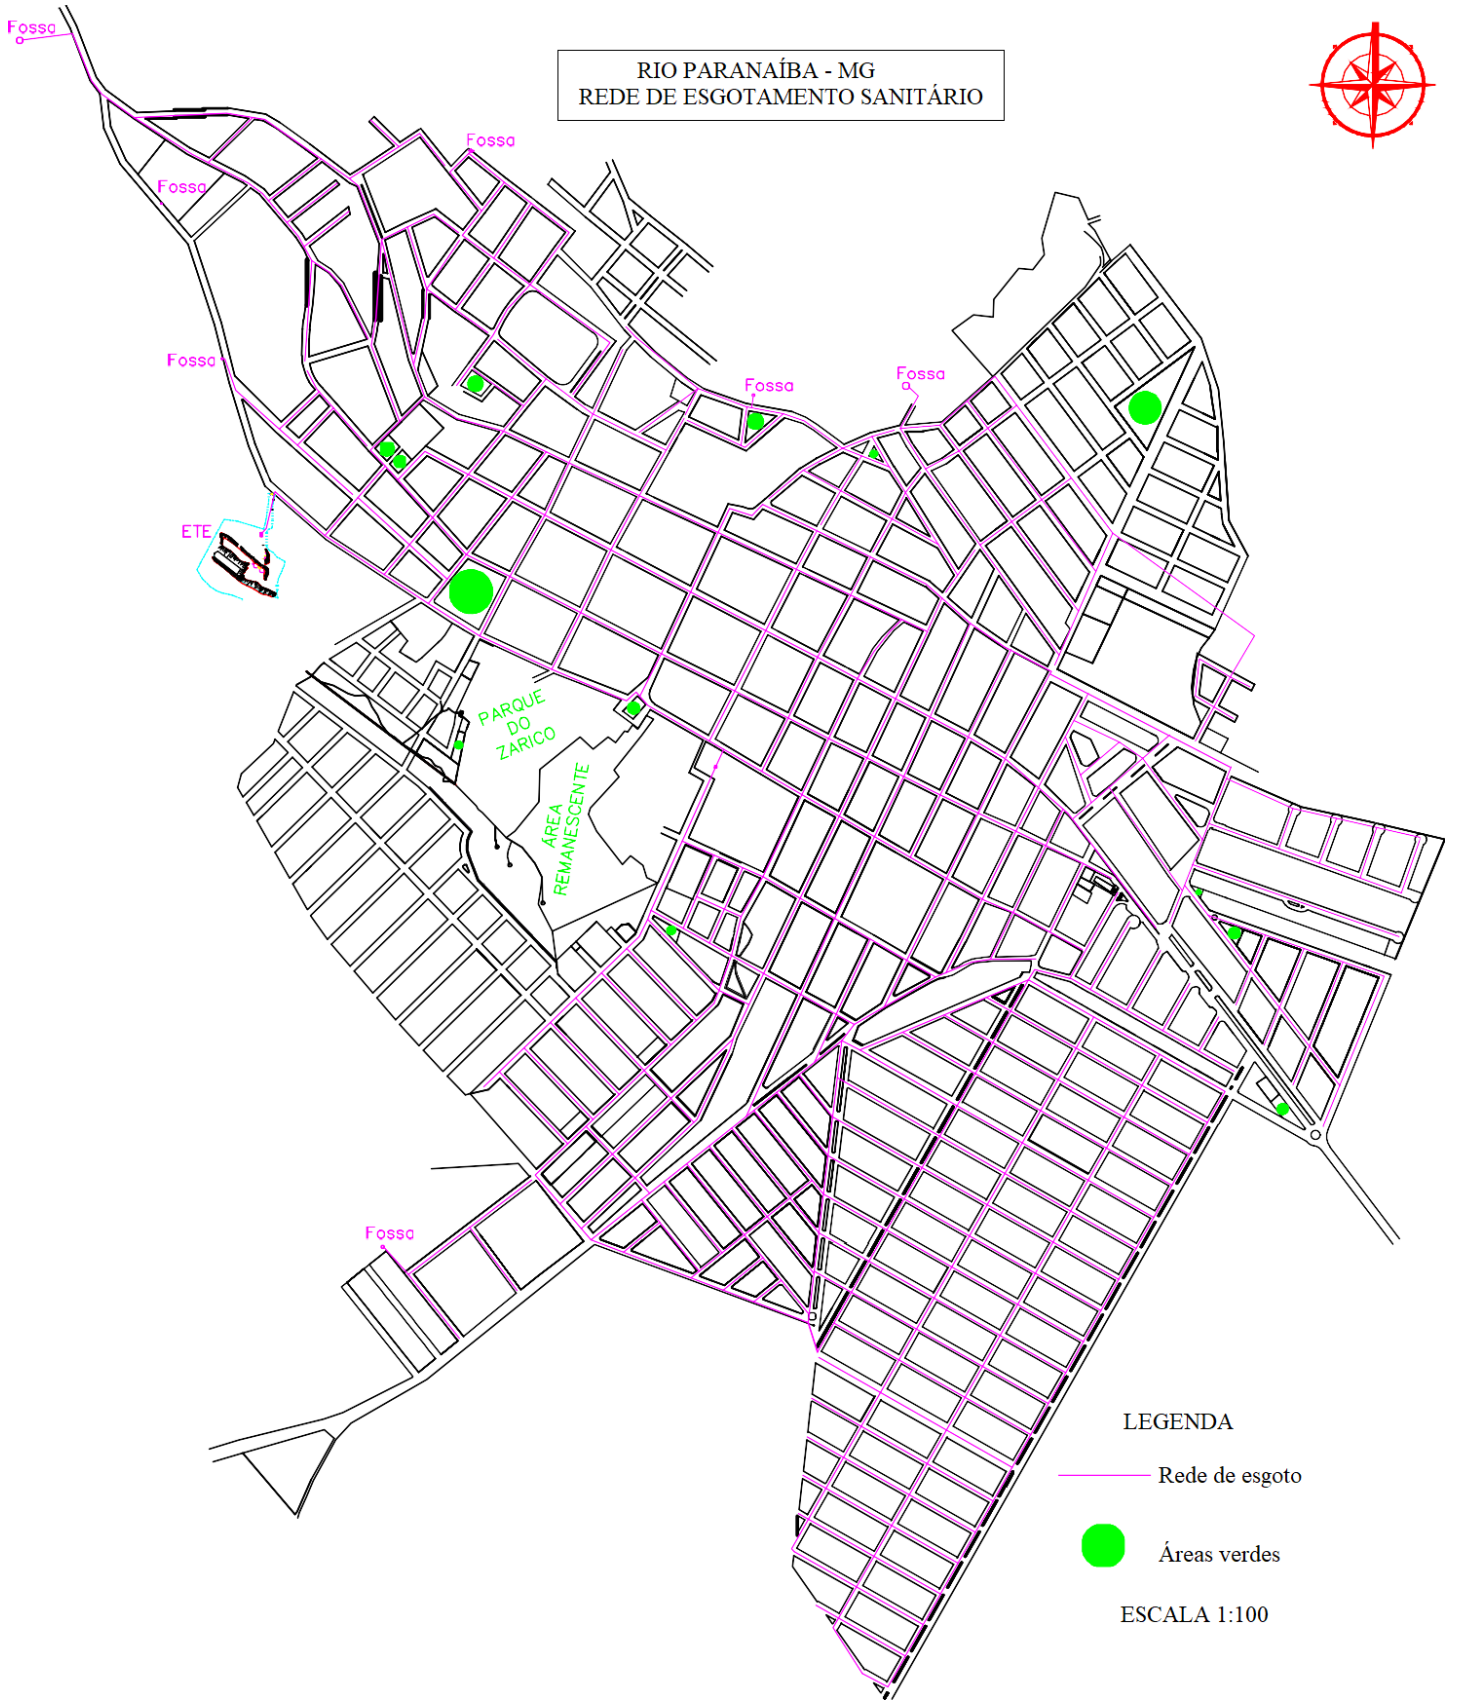 Fossa
RIO PARANAÍBA - MG
REDE DE ESGOTAMENTO SANITÁRIO
Fossa
Fossa
Fossa
Fossa
Fossa
ETE
PARQUE
DO
ZARICO
ÁREA
REMANESCENTE
Fossa
LEGENDA
Rede de esgoto
Áreas verdes
ESCALA 1:100